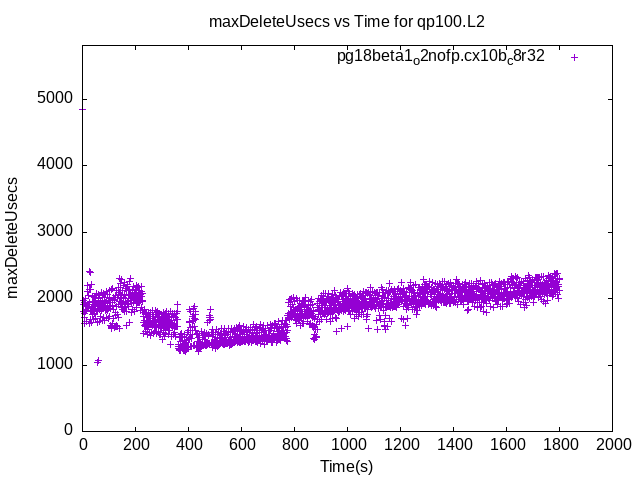 maxDeleteUsecs vs Time for qp100.L2
pg18beta1o2nofp.cx10bc8r32
maxDeleteUsecs
5000
4000
3000
2000
1000
0
0 200 400 600 800 1000 1200 1400 1600 1800 2000
Time(s)